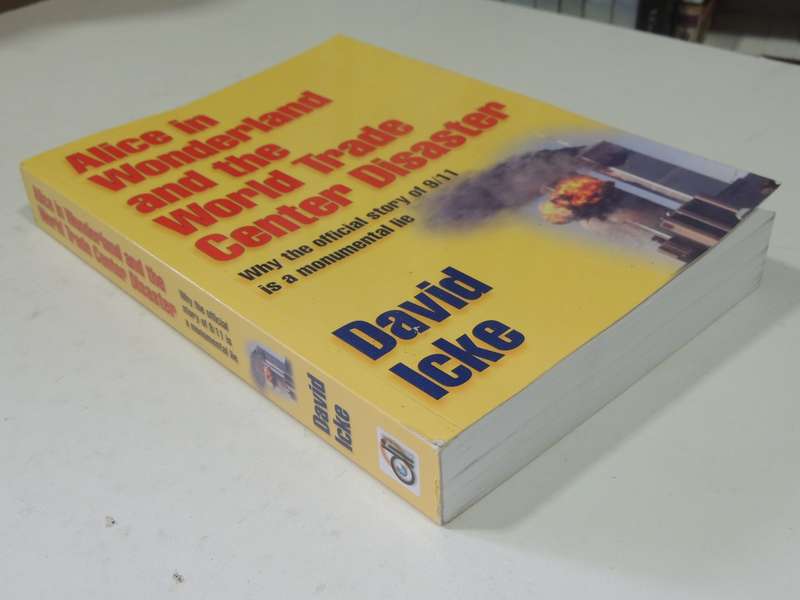 Alice in
Wonderland
and the
World Trade
Center Disaster
Why the official story of 9/11
is a monumental lie
David
Icke
Alice in Wonderland and the
World Trade Center Disaster
Why the official
story of 9/11 is
a monumental lie
David
Icke